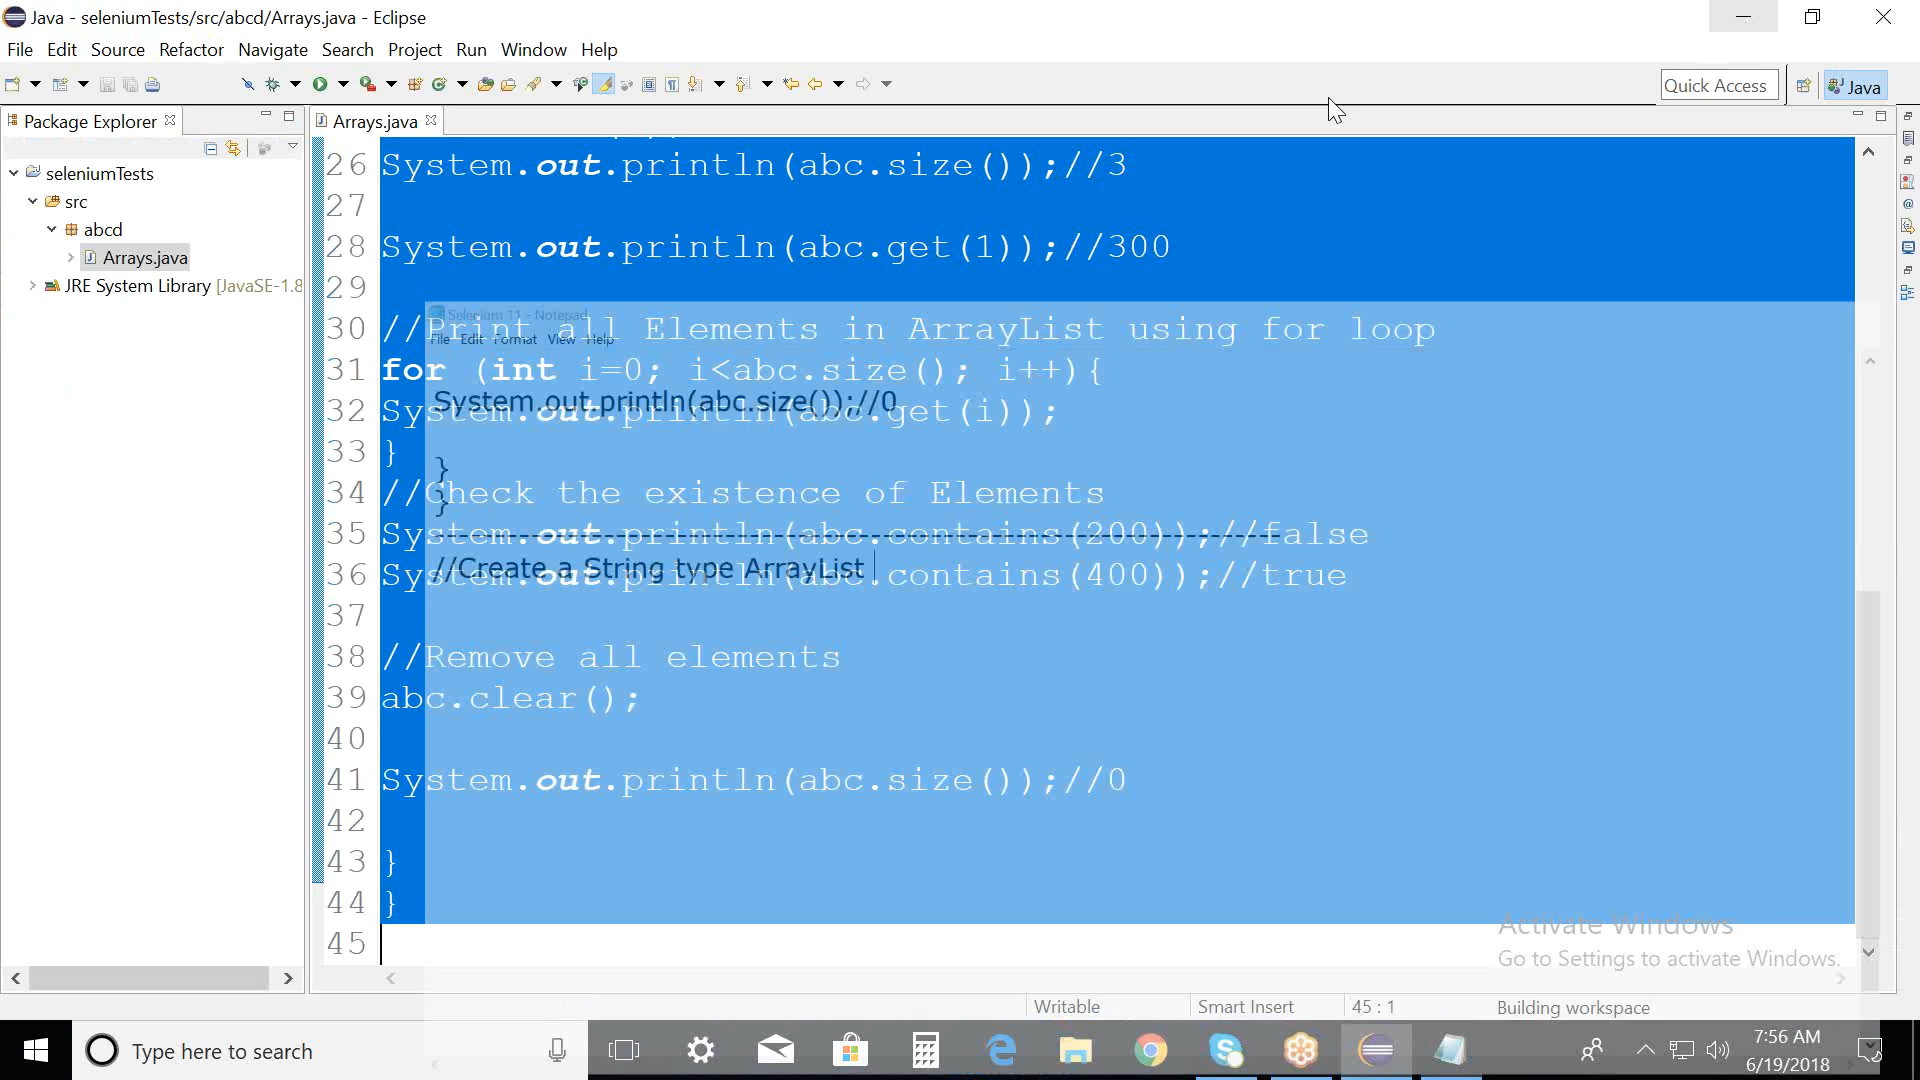 Java - seleniumTests/src/abcd/Arrays.java - Eclipse
File Edit Source Refactor Navigate Search Project Run Window Help
Quick Access
Java
Package Explorer
Arrays.java
seleniumTests
src
abcd
Arrays.java
JRE System Library [JavaSE-1.8
26 System.out.println(abc.size());//3
27
28 System.out.println(abc.get(1));//300
29
Selenium 11 - Notepad
30 //Print all Elements in ArrayList using for loop
File Edit Format View Help
31 for (int i=0; i<abc.size(); i++){
System.out.println(abc.size());//0
32 System.out.println(abc.get(i));
33 }
}
34 //Check the existence of Elements
}
35 System.out.println(abc.contains(200));//false
//Create a String type ArrayList
36 System.out.println(abc.contains(400));//true
37
38 //Remove all elements
39 abc.clear();
40
41 System.out.println(abc.size());//0
42
43 }
44 }
45
Activate Windows
Go to Settings to activate Windows.
Writable Smart Insert 45 : 1 Building workspace
Type here to search
7:56 AM
6/19/2018